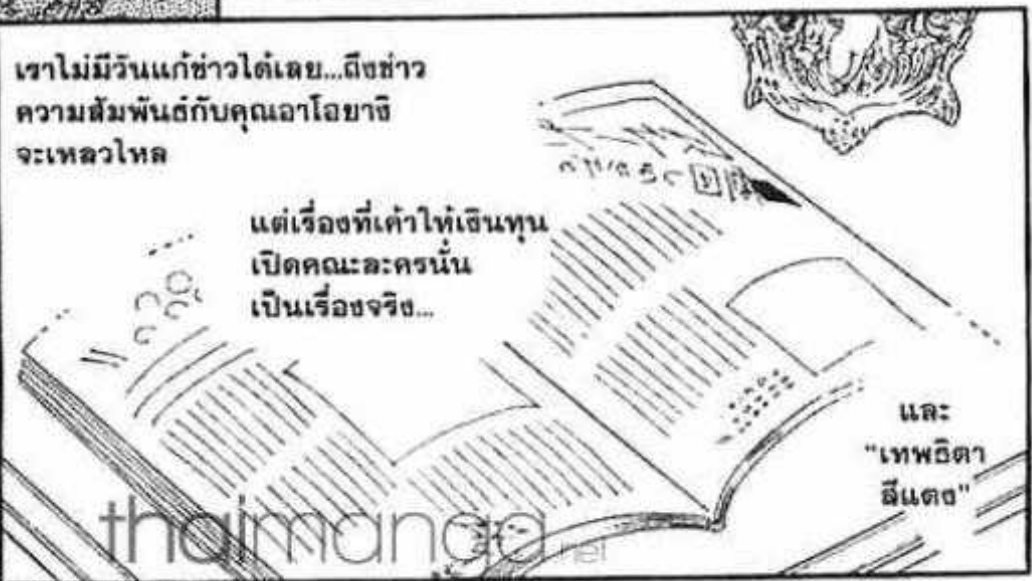 เราไม่มีวันแก้ข่าวได้เลย...ถึงข่าว
ความสัมพันธ์กับคุณอาโอยางิ
จะเหลวไหล
แต่เรื่องที่เค้าให้เงินทุน
เปิดคณะละครนั่น
เป็นเรื่องจริง...
และ
"เทพธิดา
สีแดง"
thaimanga.net